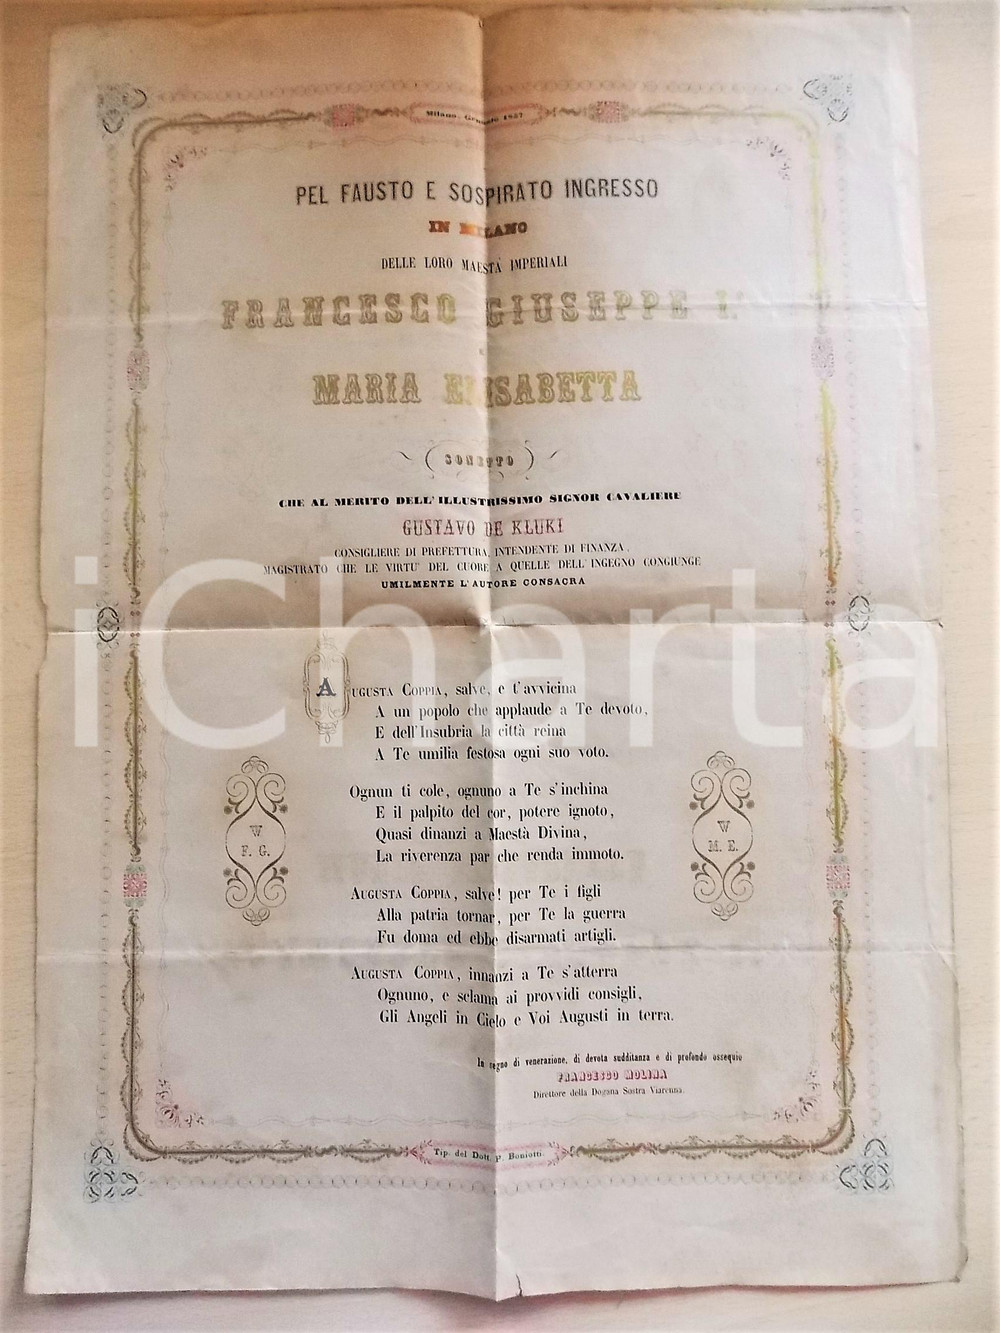 Milano, Gennaio 1857
PEL FAUSTO E SOSPIRATO INGRESSO
IN MILANO
DELLE LORO MAESTÀ IMPERIALI
FRANCESCO GIUSEPPE I.°
E
MARIA ELISABETTA
SONETTO
CHE AL MERITO DELL'ILLUSTRISSIMO SIGNOR CAVALIERE
GUSTAVO DE KLUKI
CONSIGLIERE DI PREFETTURA, INTENDENTE DI FINANZA,
MAGISTRATO CHE LE VIRTU' DEL CUORE A QUELLE DELL'INGEGNO CONGIUNGE
UMILMENTE L'AUTORE CONSACRA
AUGUSTA COPPIA, salve, e t'avvicina
A un popolo che applaude a Te devoto,
E dell'Insubria la città reina
A Te umilia festosa ogni suo voto.
Ognun ti cole, ognuno a Te s'inchina
E il palpito del cor, potere ignoto,
Quasi dinanzi a Maestà Divina,
La riverenza par che renda immoto.
W
F. G.
W
M. E.
AUGUSTA COPPIA, salve! per Te i figli
Alla patria tornar, per Te la guerra
Fu doma ed ebbe disarmati artigli.
AUGUSTA COPPIA, innanzi a Te s'atterra
Ognuno, e sclama ai provvidi consigli,
Gli Angeli in Cielo e Voi Augusti in terra.
In segno di venerazione, di devota sudditanza e di profondo ossequio
FRANCESCO MOLINA
Direttore della Dogana Sostra Viarenna.
Tip. del Dott. P. Boniotti.
iCharta